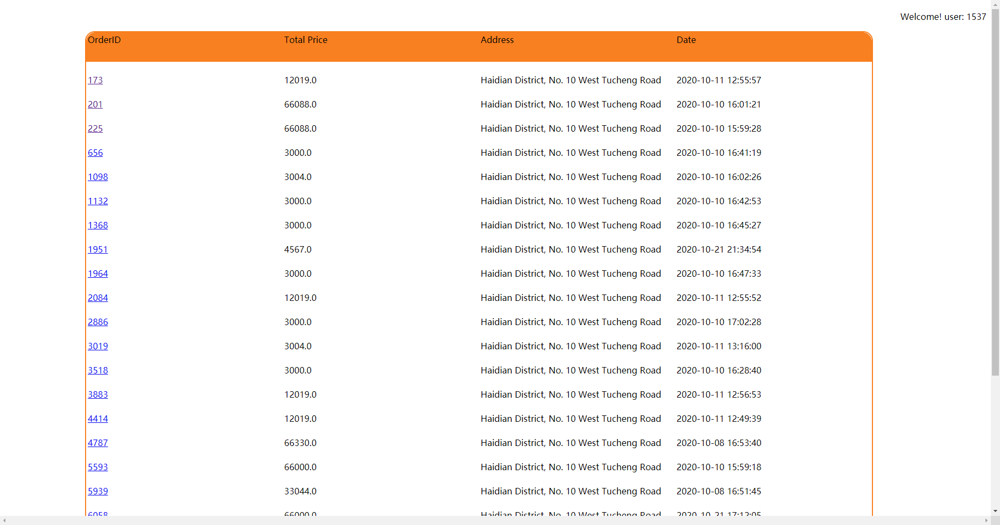 Welcome! user: 1537
OrderID Total Price Address Date
173 12019.0 Haidian District, No. 10 West Tucheng Road 2020-10-11 12:55:57
201 66088.0 Haidian District, No. 10 West Tucheng Road 2020-10-10 16:01:21
225 66088.0 Haidian District, No. 10 West Tucheng Road 2020-10-10 15:59:28
656 3000.0 Haidian District, No. 10 West Tucheng Road 2020-10-10 16:41:19
1098 3004.0 Haidian District, No. 10 West Tucheng Road 2020-10-10 16:02:26
1132 3000.0 Haidian District, No. 10 West Tucheng Road 2020-10-10 16:42:53
1368 3000.0 Haidian District, No. 10 West Tucheng Road 2020-10-10 16:45:27
1951 4567.0 Haidian District, No. 10 West Tucheng Road 2020-10-21 21:34:54
1964 3000.0 Haidian District, No. 10 West Tucheng Road 2020-10-10 16:47:33
2084 12019.0 Haidian District, No. 10 West Tucheng Road 2020-10-11 12:55:52
2886 3000.0 Haidian District, No. 10 West Tucheng Road 2020-10-10 17:02:28
3019 3004.0 Haidian District, No. 10 West Tucheng Road 2020-10-11 13:16:00
3518 3000.0 Haidian District, No. 10 West Tucheng Road 2020-10-10 16:28:40
3883 12019.0 Haidian District, No. 10 West Tucheng Road 2020-10-11 12:56:53
4414 12019.0 Haidian District, No. 10 West Tucheng Road 2020-10-11 12:49:39
4787 66330.0 Haidian District, No. 10 West Tucheng Road 2020-10-08 16:53:40
5593 66000.0 Haidian District, No. 10 West Tucheng Road 2020-10-10 15:59:18
5939 33044.0 Haidian District, No. 10 West Tucheng Road 2020-10-08 16:51:45
6058 66000.0 Haidian District, No. 10 West Tucheng Road 2020-10-21 17:12:05